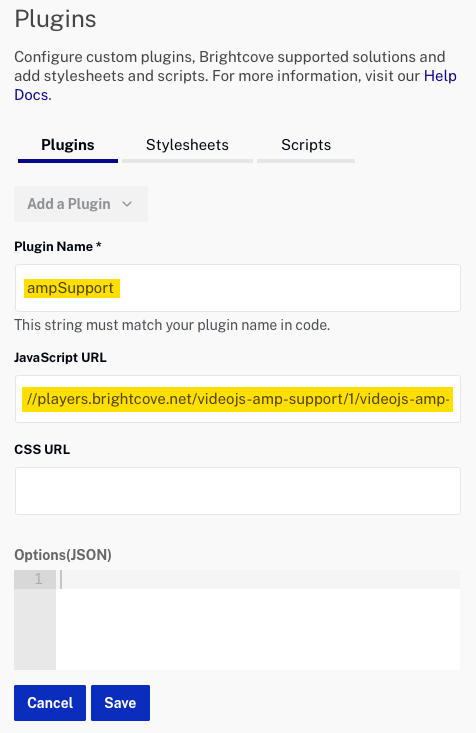 Plugins
Configure custom plugins, Brightcove supported solutions and
add stylesheets and scripts. For more information, visit our Help
Docs.
Plugins Stylesheets Scripts
Add a Plugin
Plugin Name *
ampSupport
This string must match your plugin name in code.
JavaScript URL
//players.brightcove.net/videojs-amp-support/1/videojs-amp-
CSS URL
Options(JSON)
1
Cancel Save